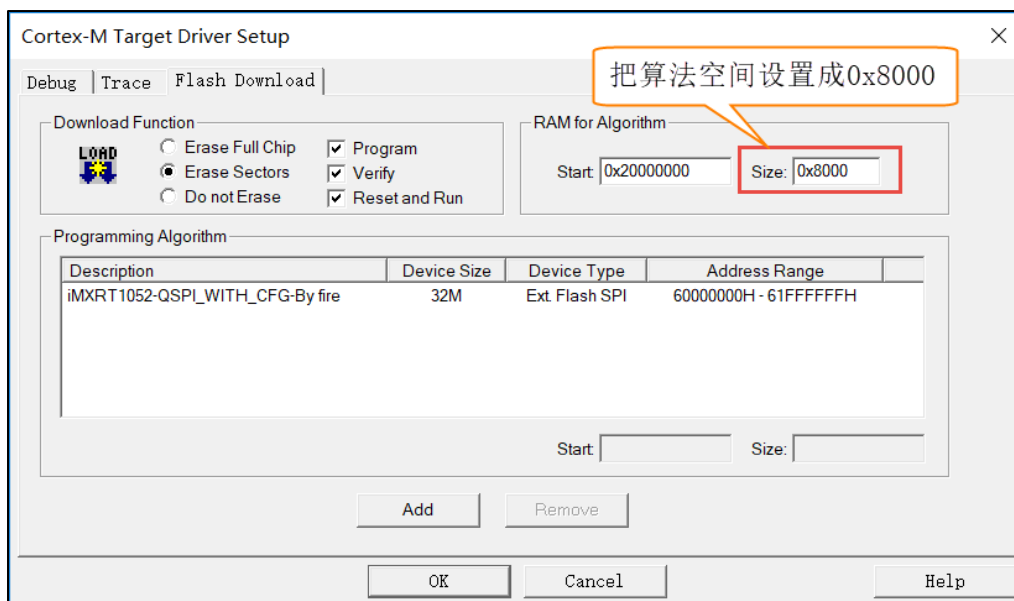 Cortex-M Target Driver Setup
把算法空间设置成0x8000
Debug Trace Flash Download
Download Function
LOAD
Erase Full Chip
Erase Sectors
Do not Erase
Program
Verify
Reset and Run
RAM for Algorithm
Start: 0x20000000 Size: 0x8000
Programming Algorithm
Description Device Size Device Type Address Range
iMXRT1052-QSPI_WITH_CFG-By fire 32M Ext. Flash SPI 60000000H - 61FFFFFFH
Start: Size:
Add Remove
OK Cancel Help